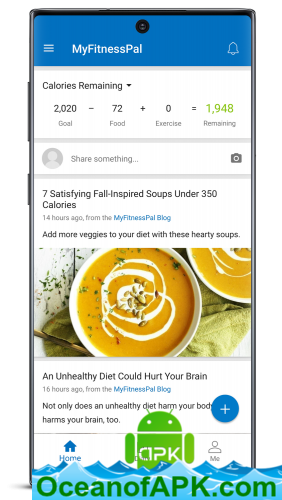 MyFitnessPal
Calories Remaining
2,020 – 72 + 0 = 1,948
Goal Food Exercise Remaining
Share something...
7 Satisfying Fall-Inspired Soups Under 350
Calories
14 hours ago, from the MyFitnessPal Blog
Add more veggies to your diet with these hearty soups.
An Unhealthy Diet Could Hurt Your Brain
16 hours ago, from the MyFitnessPal Blog
Not only does an unhealthy diet harm your body
harms your brain, too.
+
APK
Home
Me
OceanofAPK.com